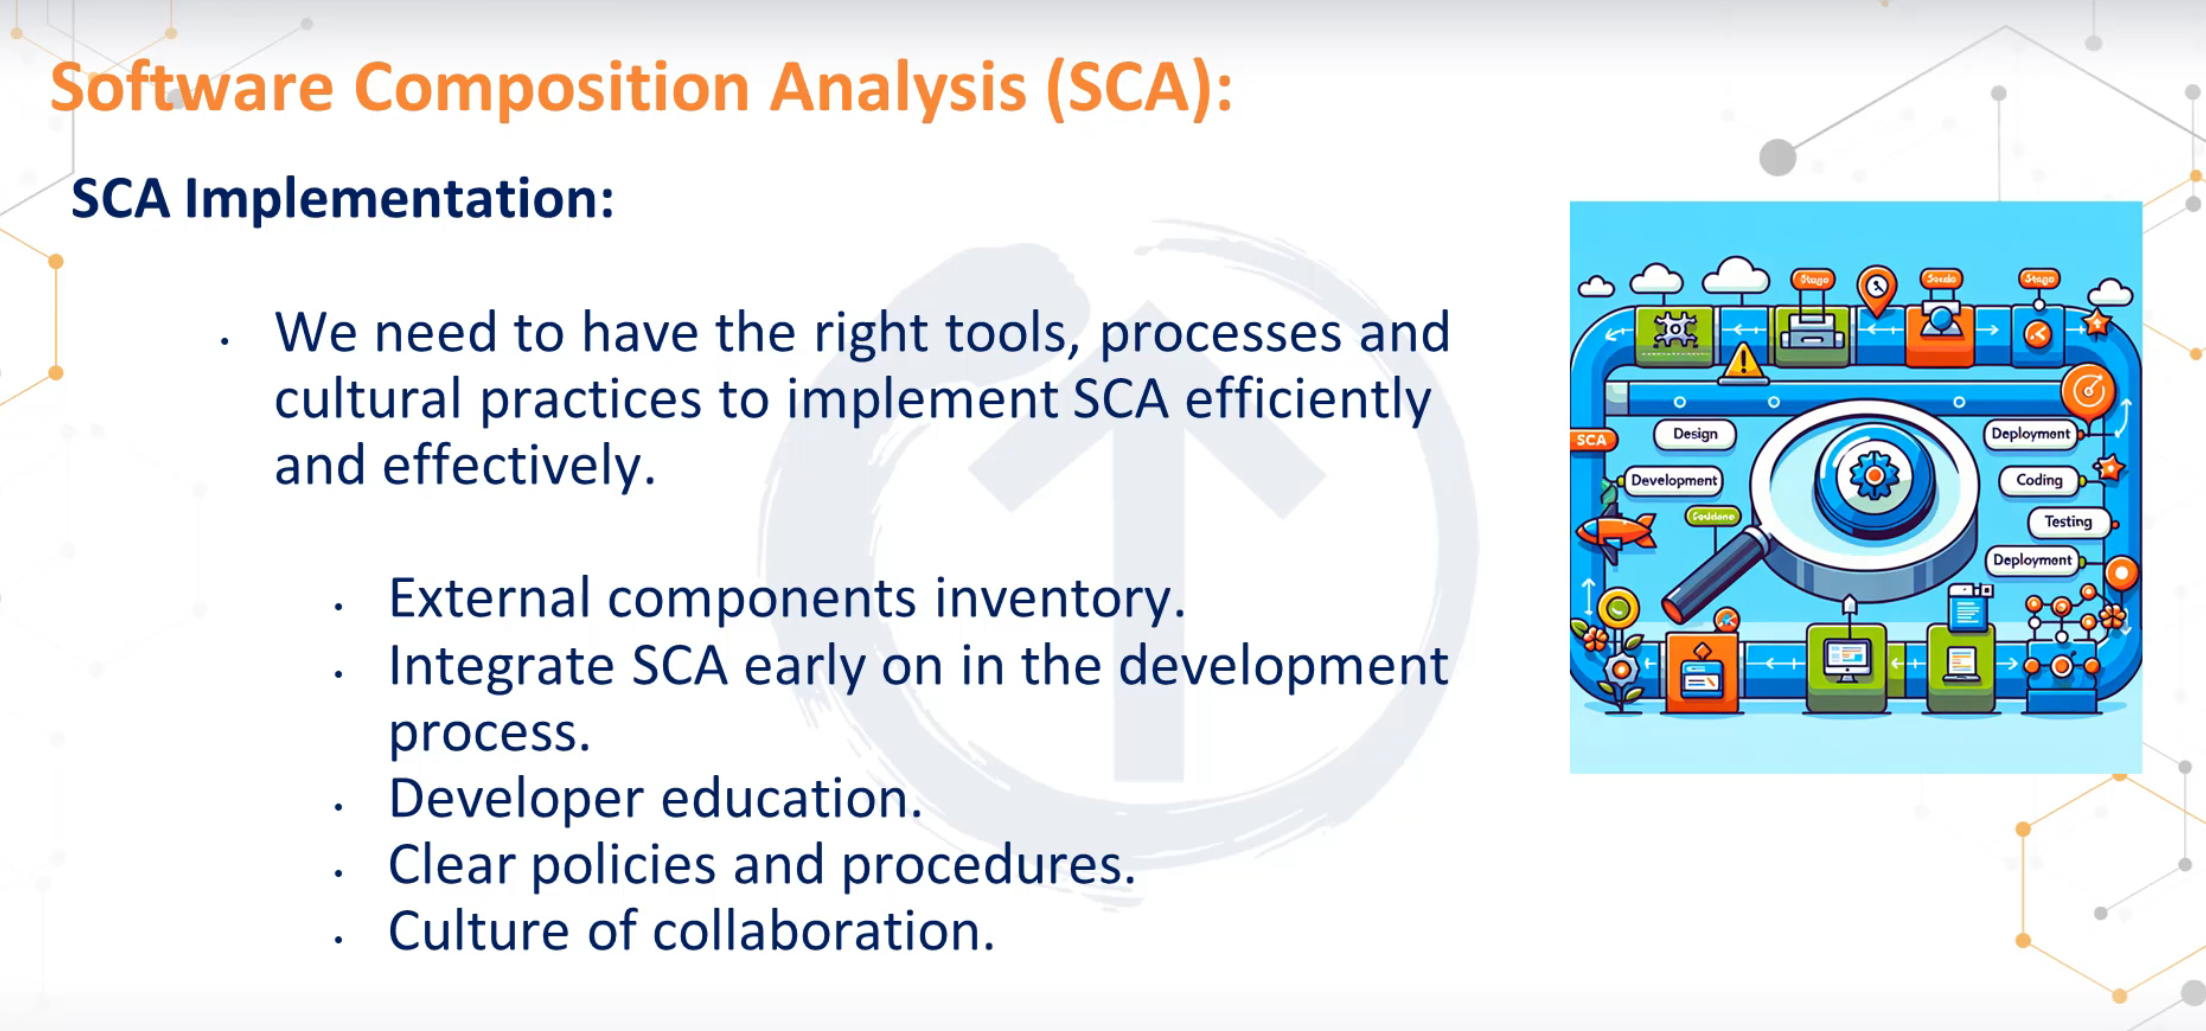 Software Composition Analysis (SCA):
SCA Implementation:
We need to have the right tools, processes and
cultural practices to implement SCA efficiently
and effectively.
External components inventory.
Integrate SCA early on in the development
process.
Developer education.
Clear policies and procedures.
Culture of collaboration.
Stage
Stage
SCA
Design
Development
Deployment
Coding
Testing
Deployment